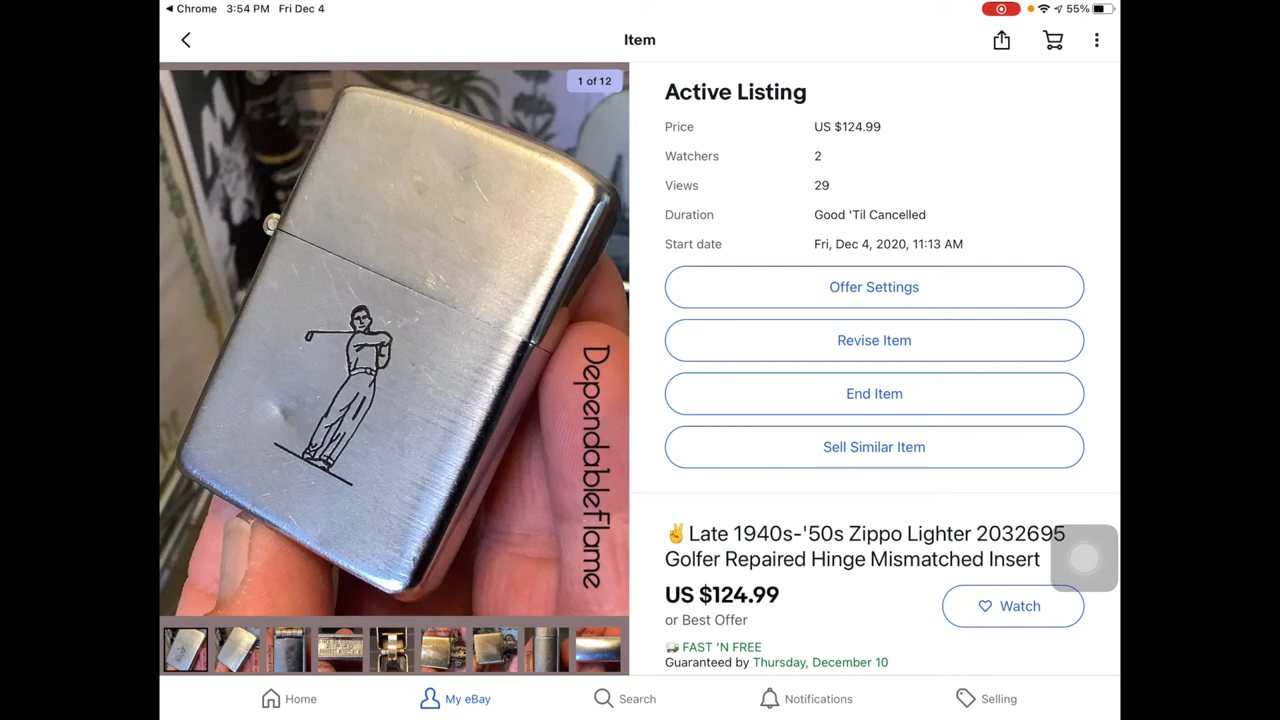 Chrome 3:54 PM Fri Dec 4 55%
Item
1 of 12
DependableFlame
Active Listing
Price US $124.99
Watchers 2
Views 29
Duration Good 'Til Cancelled
Start date Fri, Dec 4, 2020, 11:13 AM
Offer Settings
Revise Item
End Item
Sell Similar Item
✌Late 1940s-'50s Zippo Lighter 2032695
Golfer Repaired Hinge Mismatched Insert
US $124.99
or Best Offer
Watch
FAST 'N FREE
Guaranteed by Thursday, December 10
Home My eBay Search Notifications Selling